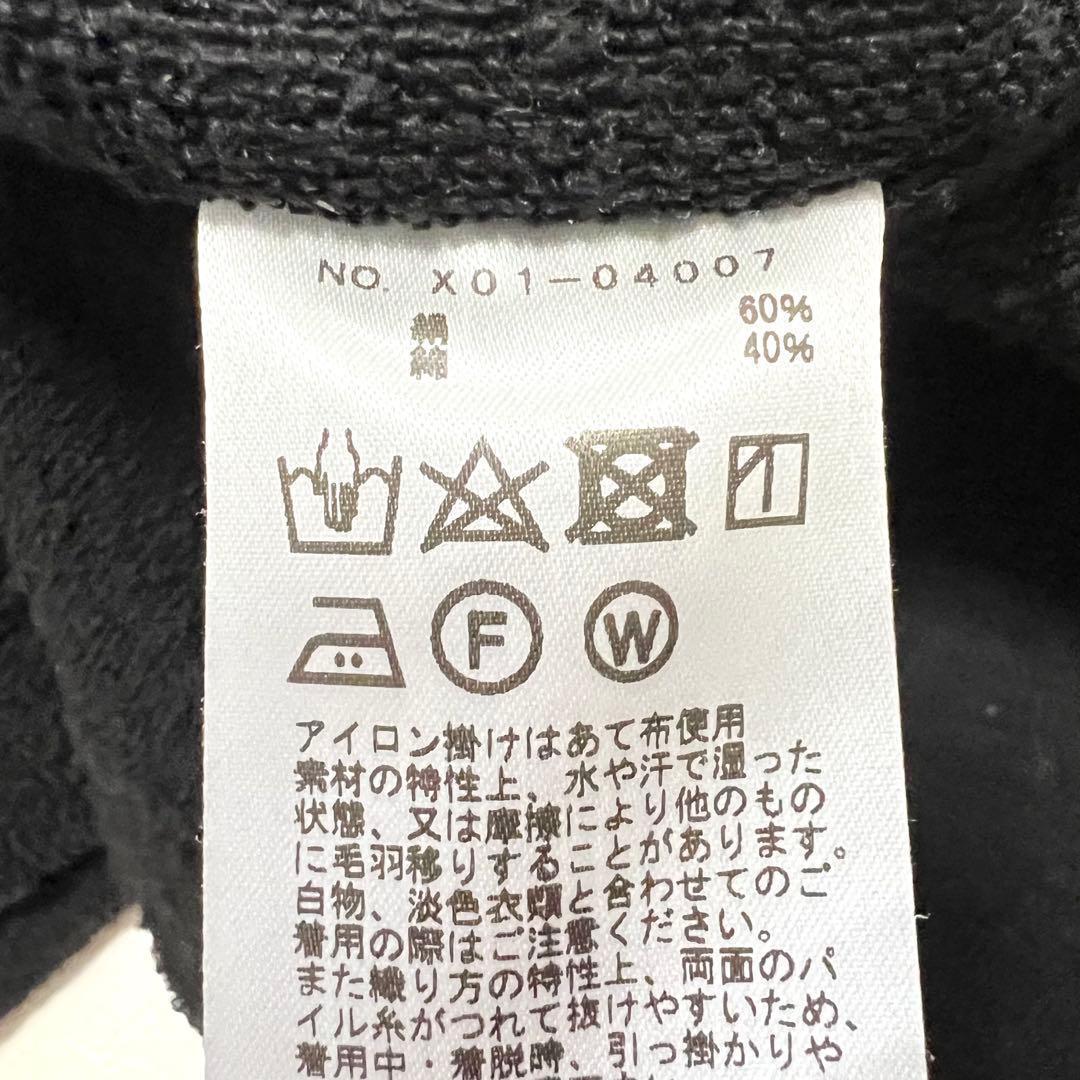 NO. X01-04007
絹 60%
綿 40%
F W
アイロン掛けはあて布使用
素材の特性上、水や汗で湿った
状態、又は摩擦により他のもの
に毛羽移りすることがあります。
白物、淡色衣類と合わせてのご
着用の際はご注意ください。
また織り方の特性上、両面のパ
イル糸がつれて抜けやすいため、
着用中・着脱時、引っ掛かりや